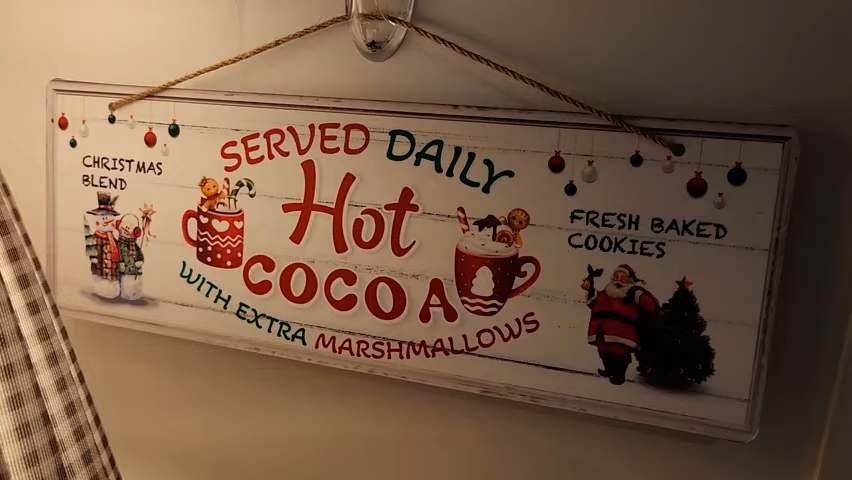 CHRISTMAS
BLEND
SERVED DAILY
Hot
COCOA
WITH EXTRA MARSHMALLOWS
FRESH BAKED
COOKIES